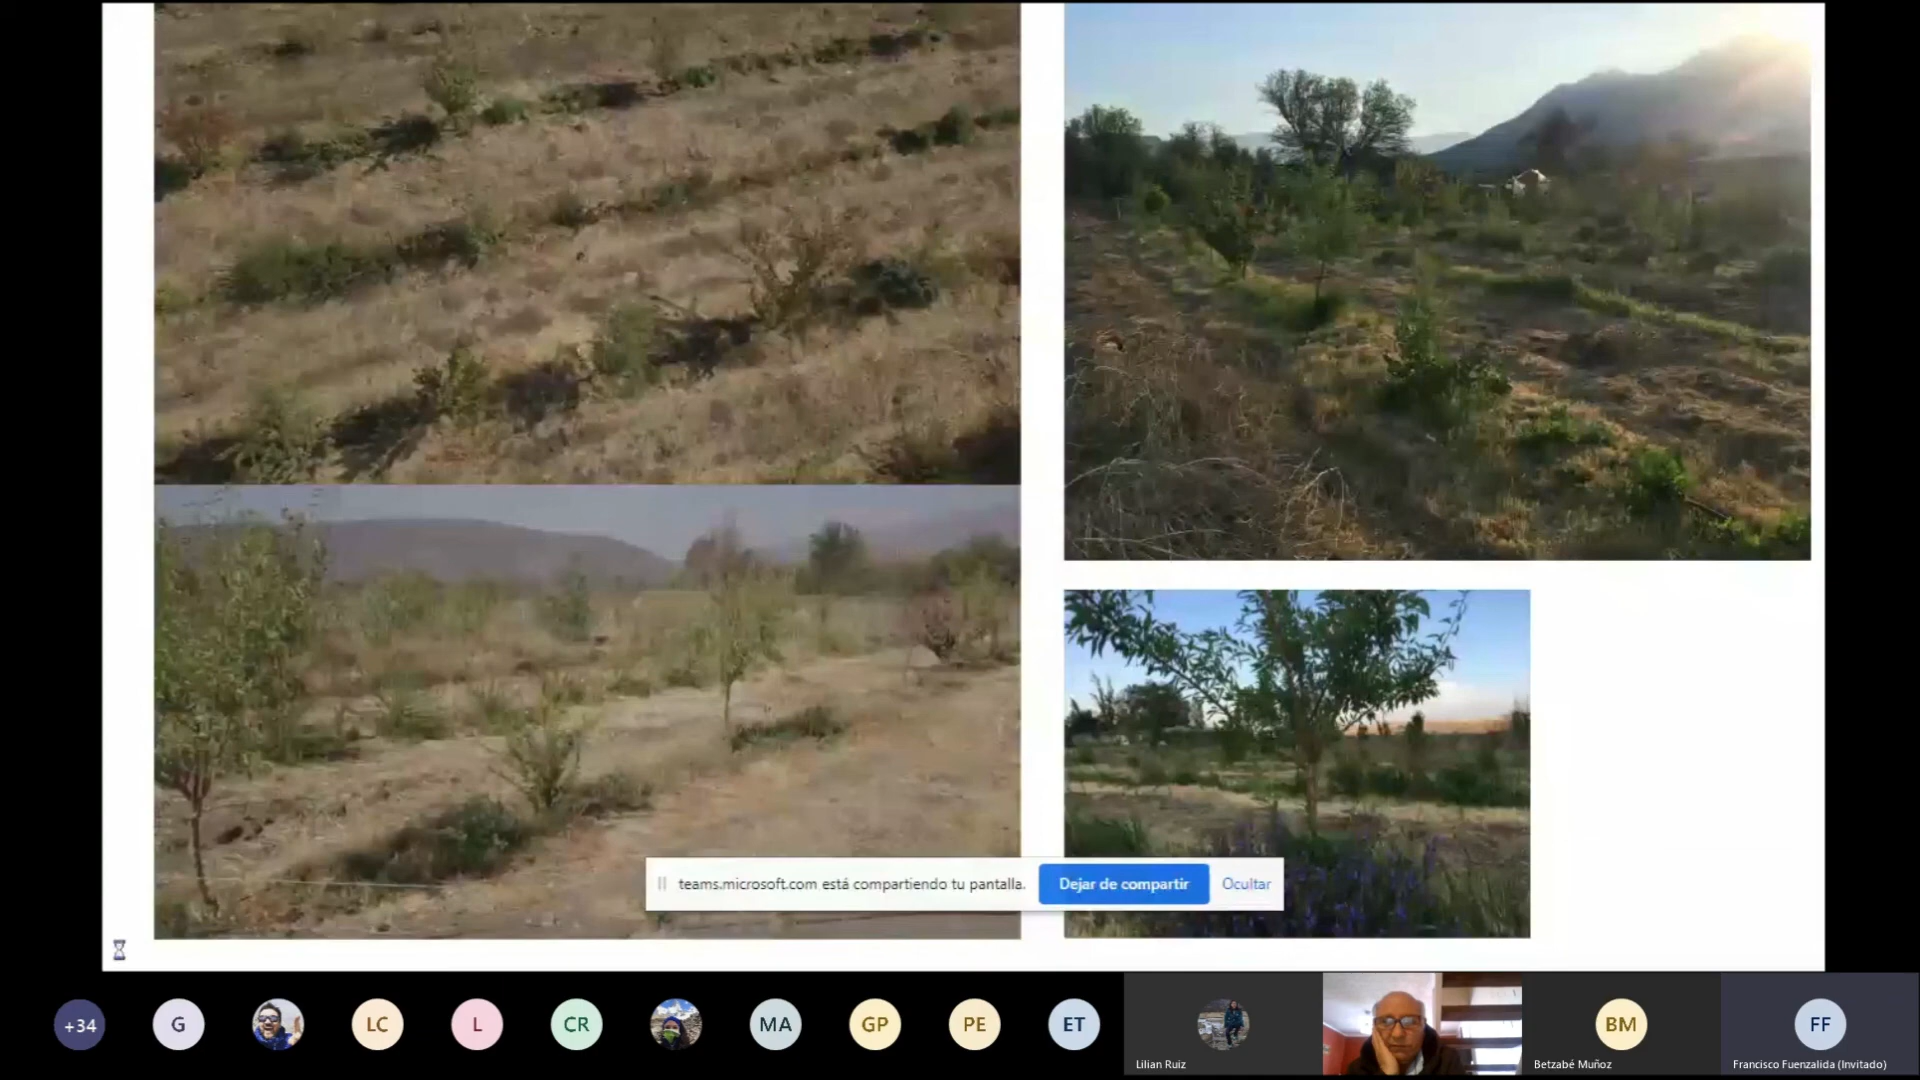 teams.microsoft.com está compartiendo tu pantalla.
Dejar de compartir
Ocultar
+34
G
LC
L
CR
MA
GP
PE
ET
Lilian Ruiz
BM
Betzabé Muñoz
FF
Francisco Fuenzalida (Invitado)